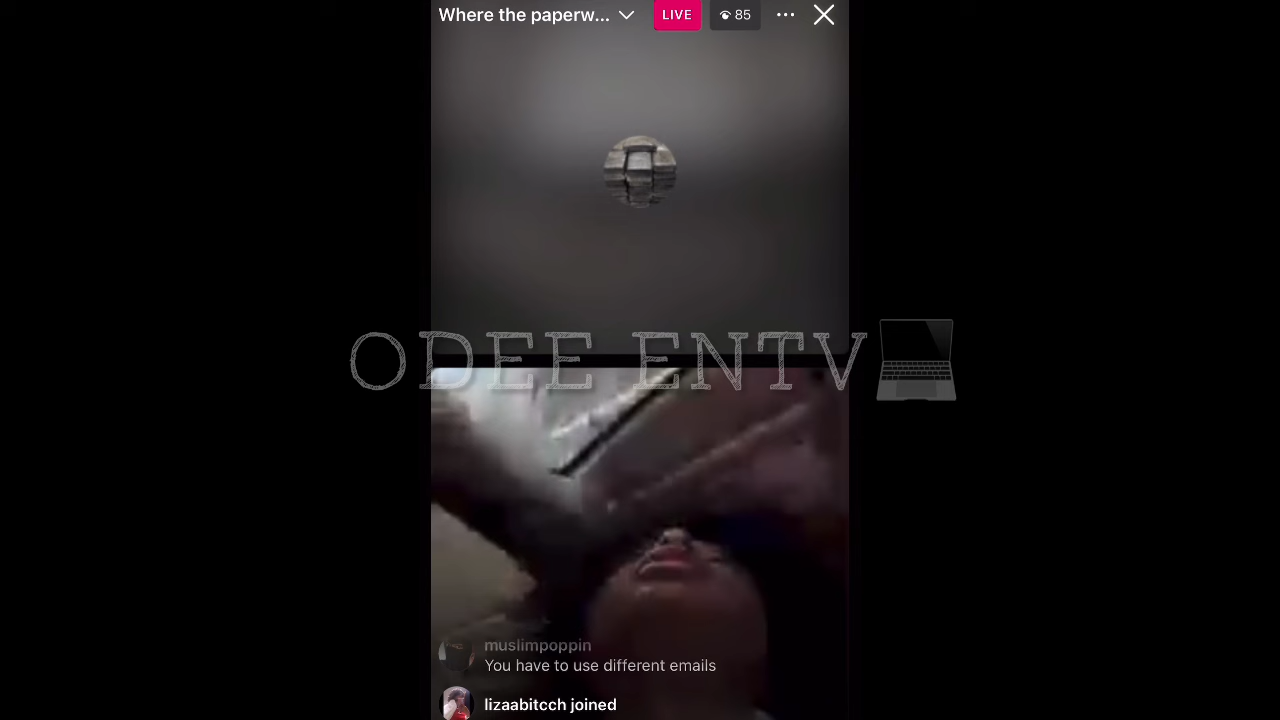 Where the paperw...
LIVE
85
ODEE ENTV
muslimpoppin
You have to use different emails
lizaabitcch joined